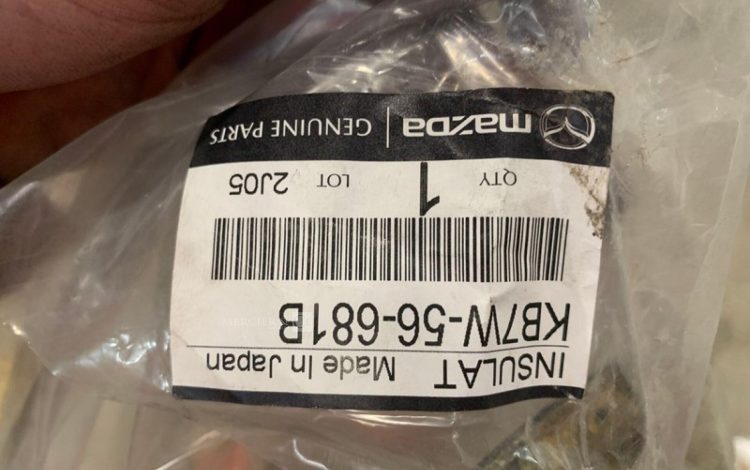 mazda GENUINE PARTS
QTY 1 LOT 2J05
KB7W-56-681B
INSULAT Made In Japan